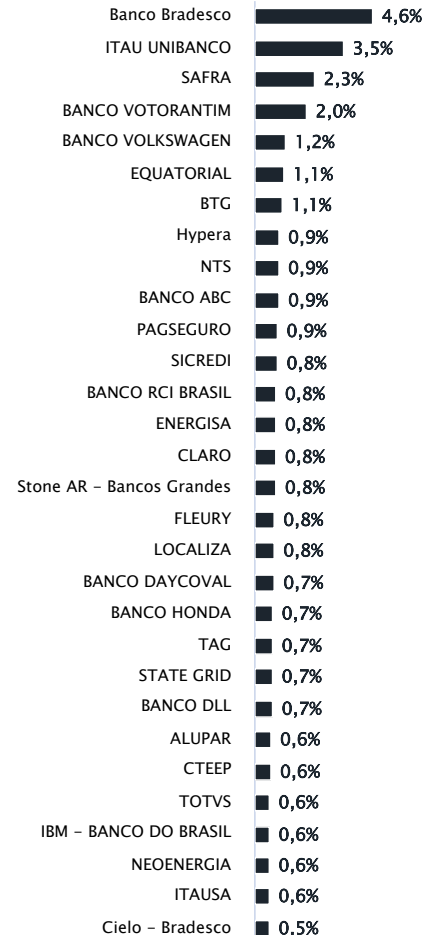 Banco Bradesco 4,6%
ITAU UNIBANCO 3,5%
SAFRA 2,3%
BANCO VOTORANTIM 2,0%
BANCO VOLKSWAGEN 1,2%
EQUATORIAL 1,1%
BTG 1,1%
Hypera 0,9%
NTS 0,9%
BANCO ABC 0,9%
PAGSEGURO 0,9%
SICREDI 0,8%
BANCO RCI BRASIL 0,8%
ENERGISA 0,8%
CLARO 0,8%
Stone AR - Bancos Grandes 0,8%
FLEURY 0,8%
LOCALIZA 0,8%
BANCO DAYCOVAL 0,7%
BANCO HONDA 0,7%
TAG 0,7%
STATE GRID 0,7%
BANCO DLL 0,7%
ALUPAR 0,6%
CTEEP 0,6%
TOTVS 0,6%
IBM - BANCO DO BRASIL 0,6%
NEOENERGIA 0,6%
ITAUSA 0,6%
Cielo - Bradesco 0,5%